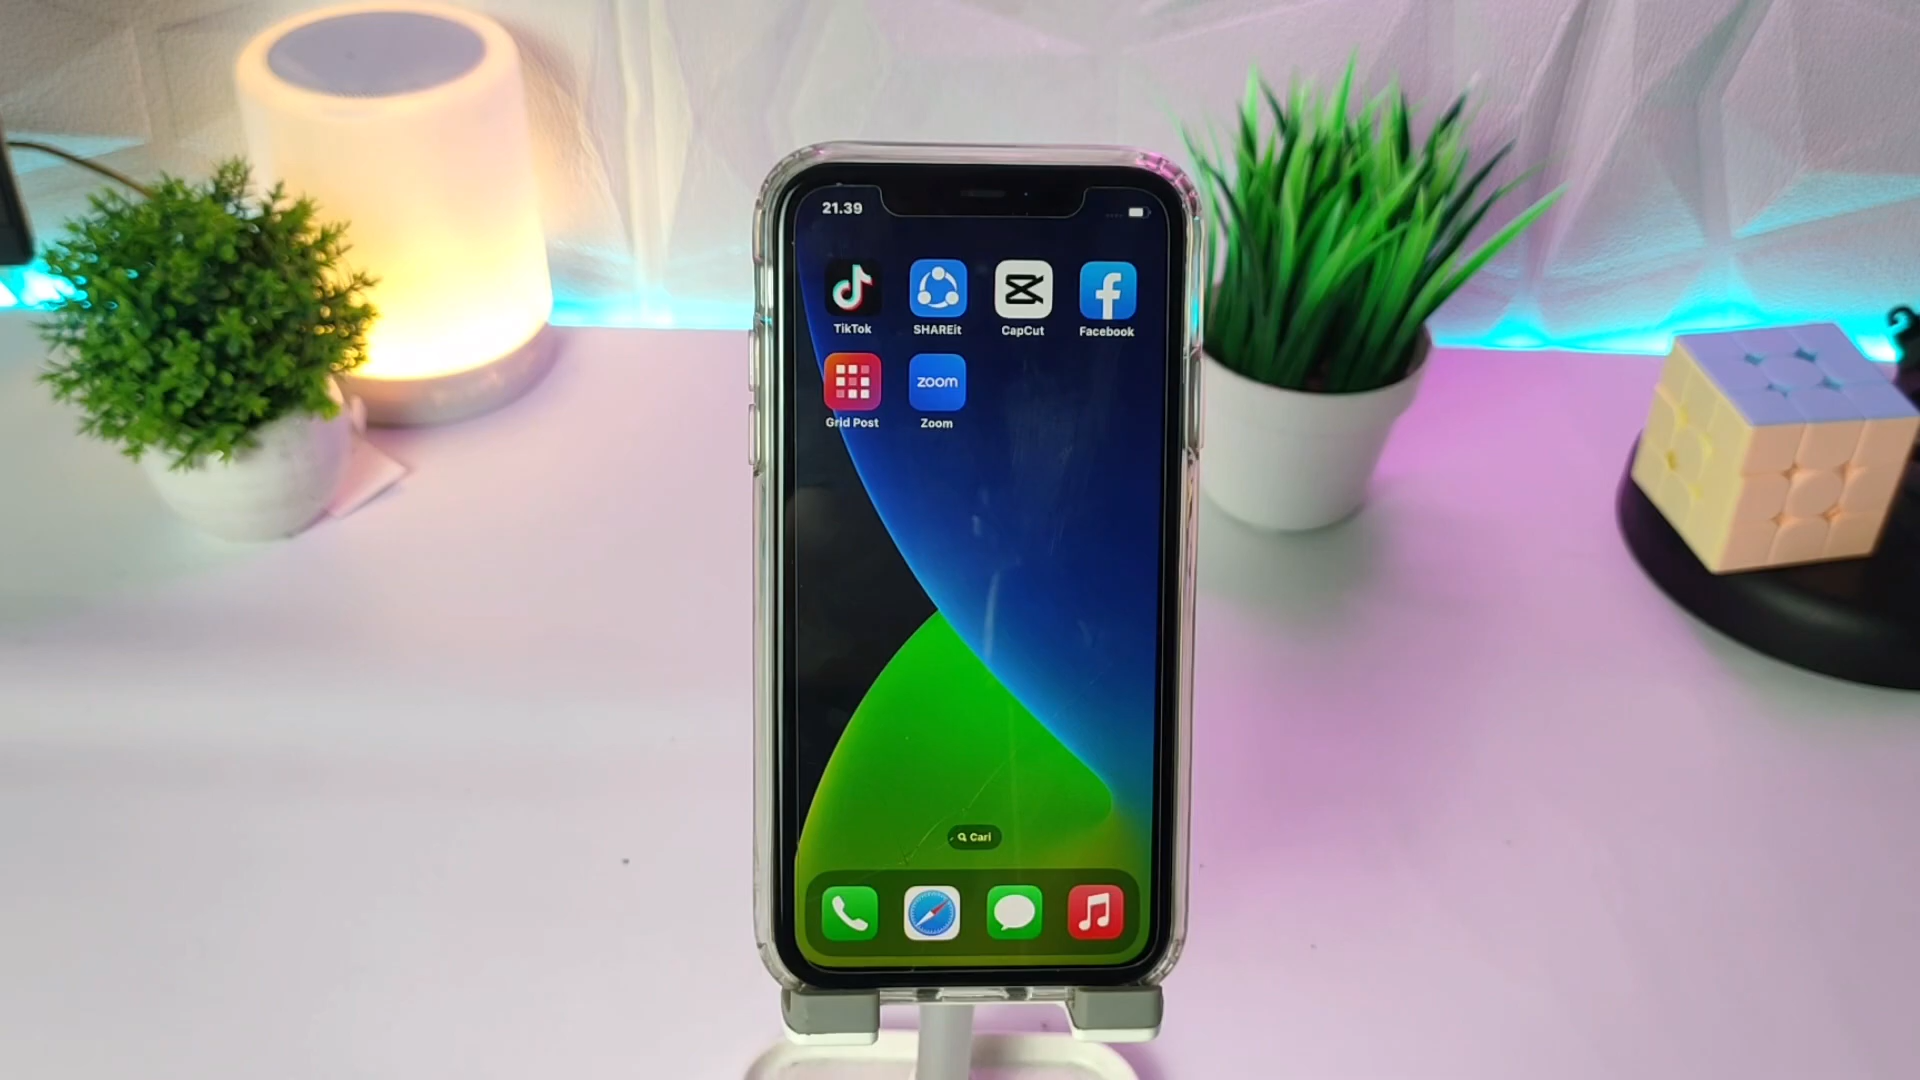 21.39
TikTok
SHAREit
CapCut
Facebook
zoom
Grid Post
Zoom
Cari